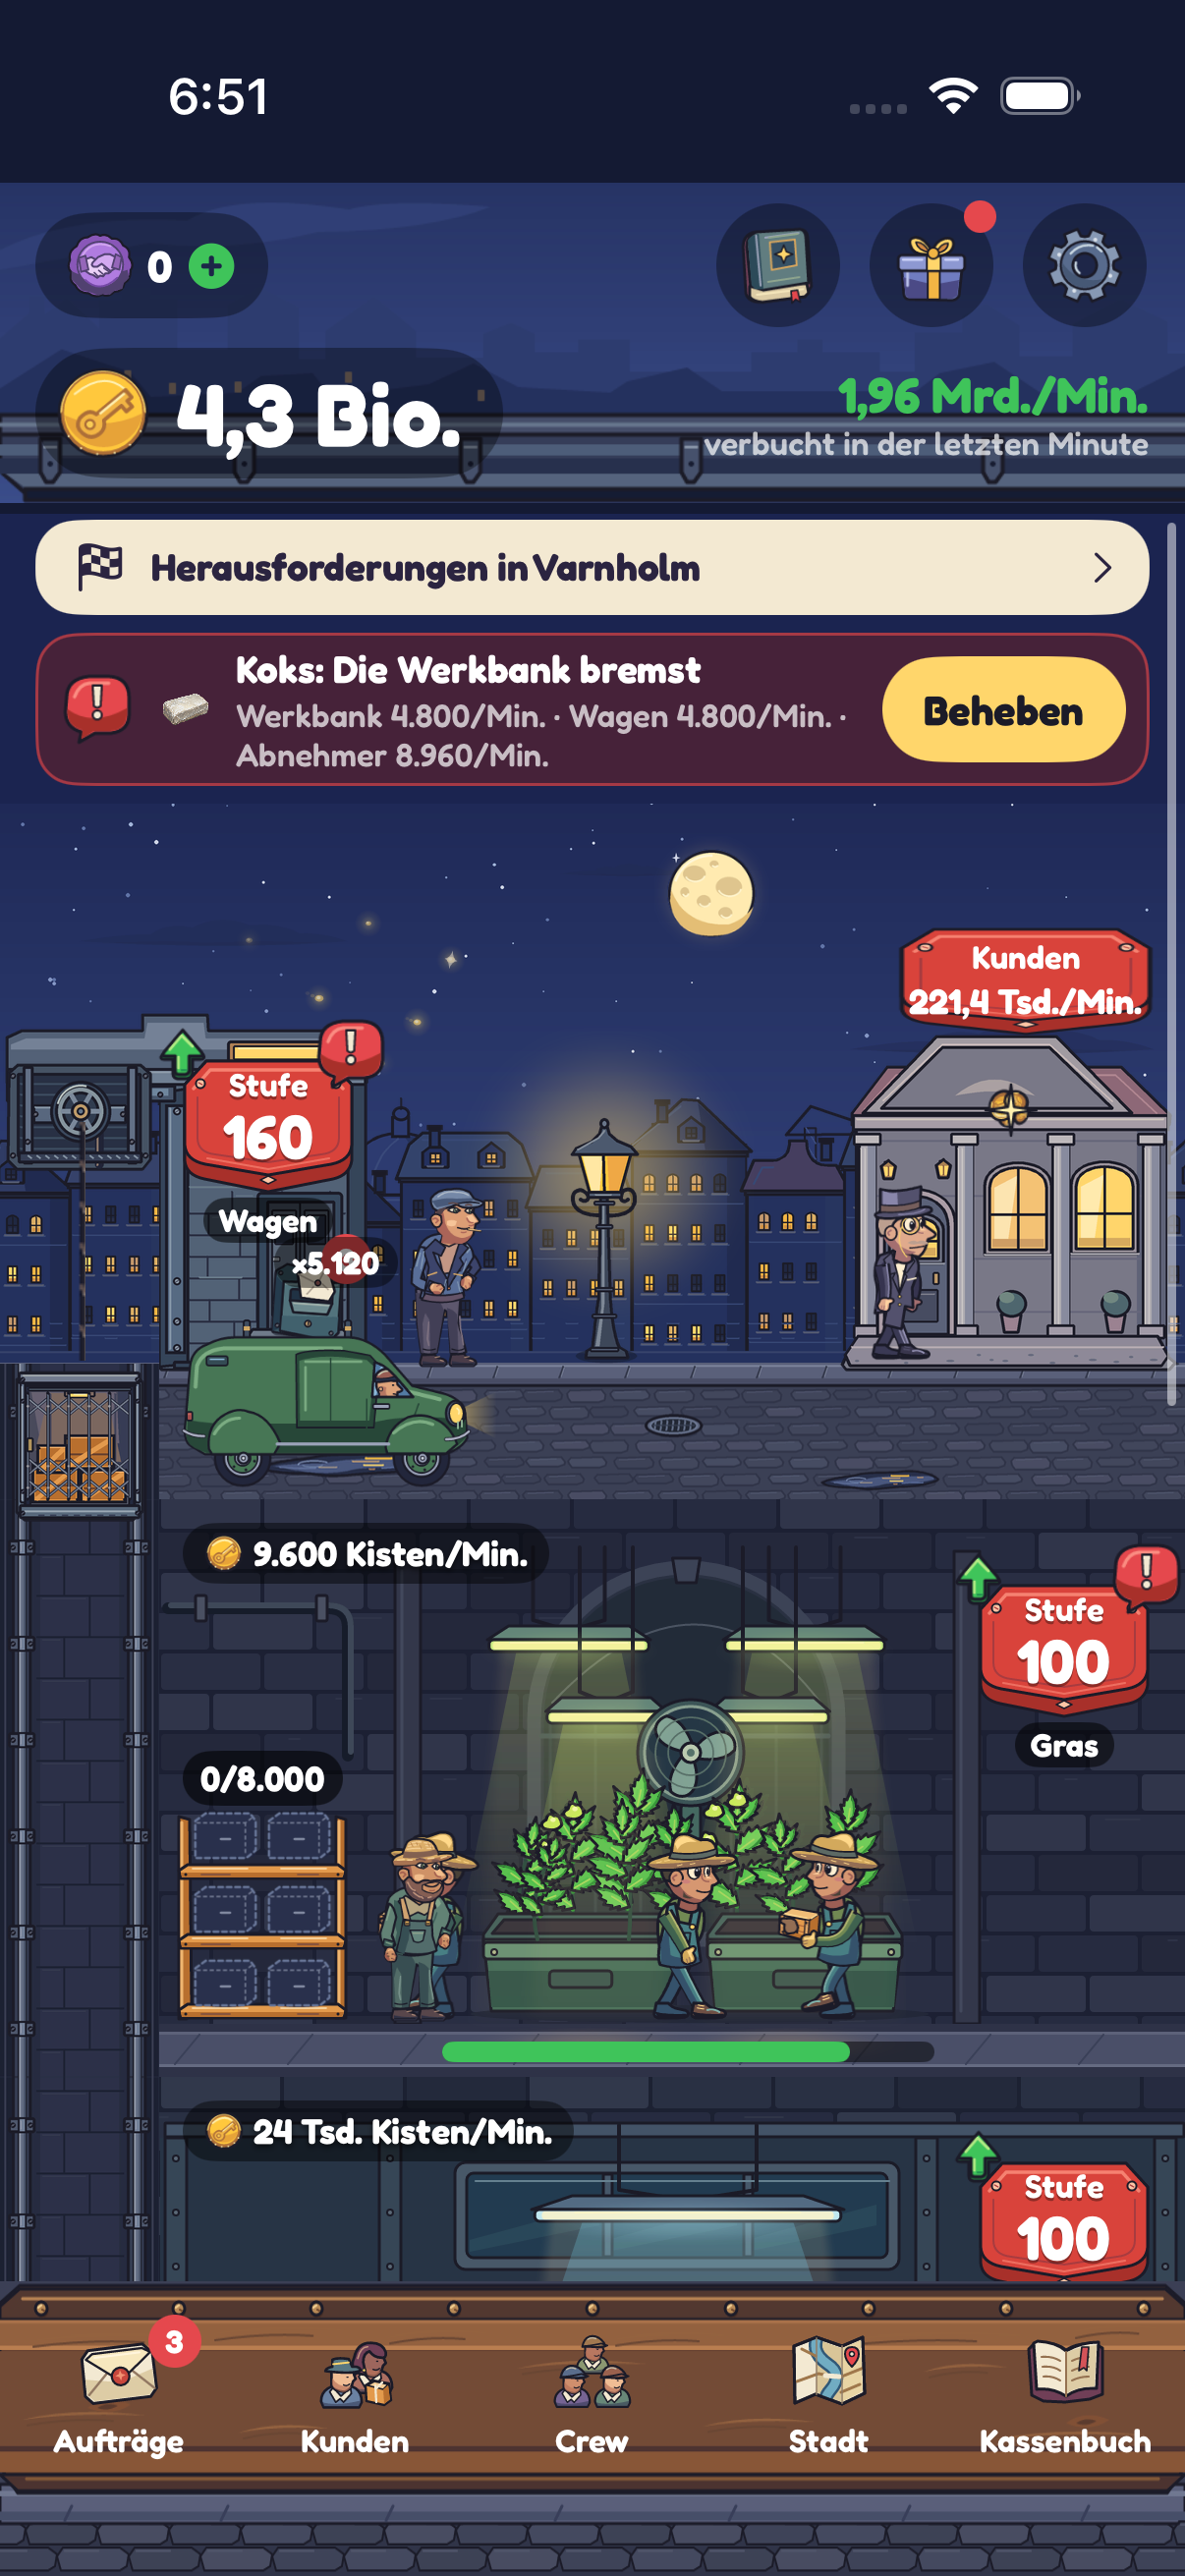 6:51
0
4,3 Bio.
1,96 Mrd./Min.
verbucht in der letzten Minute
Herausforderungen in Varnholm
Koks: Die Werkbank bremst
Werkbank 4.800/Min. · Wagen 4.800/Min. ·
Abnehmer 8.960/Min.
Beheben
Kunden
221,4 Tsd./Min.
Stufe
160
Wagen
×5.120
9.600 Kisten/Min.
Stufe
100
Gras
0/8.000
24 Tsd. Kisten/Min.
Stufe
100
3
Aufträge
Kunden
Crew
Stadt
Kassenbuch